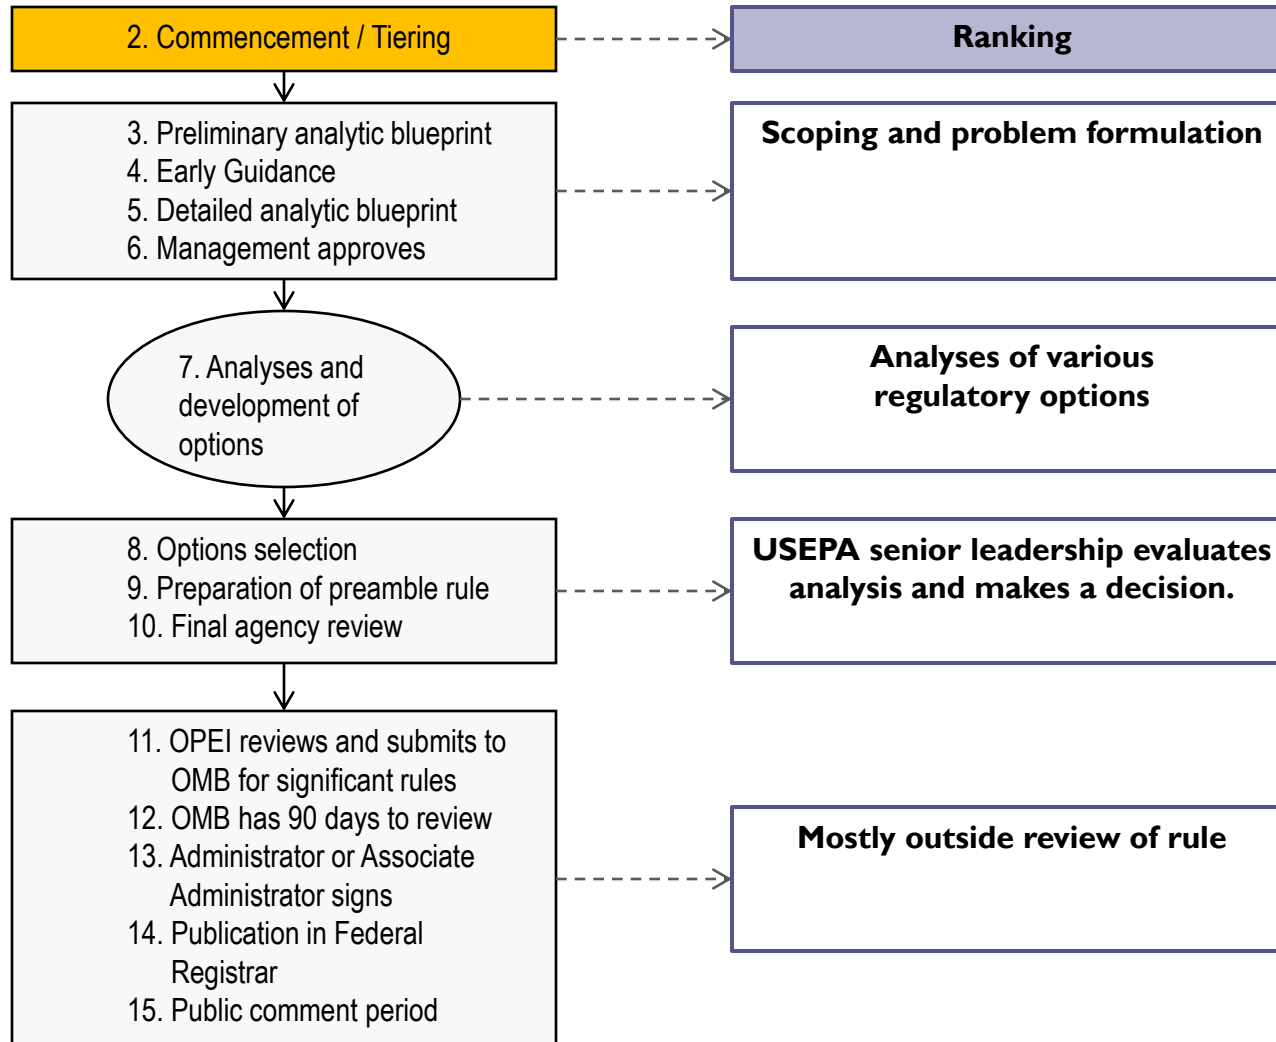 2. Commencement / Tiering
Ranking
3. Preliminary analytic blueprint
4. Early Guidance
5. Detailed analytic blueprint
6. Management approves
Scoping and problem formulation
7. Analyses and
development of
options
Analyses of various
regulatory options
8. Options selection
9. Preparation of preamble rule
10. Final agency review
USEPA senior leadership evaluates
analysis and makes a decision.
11. OPEI reviews and submits to
OMB for significant rules
12. OMB has 90 days to review
13. Administrator or Associate
Administrator signs
14. Publication in Federal
Registrar
15. Public comment period
Mostly outside review of rule